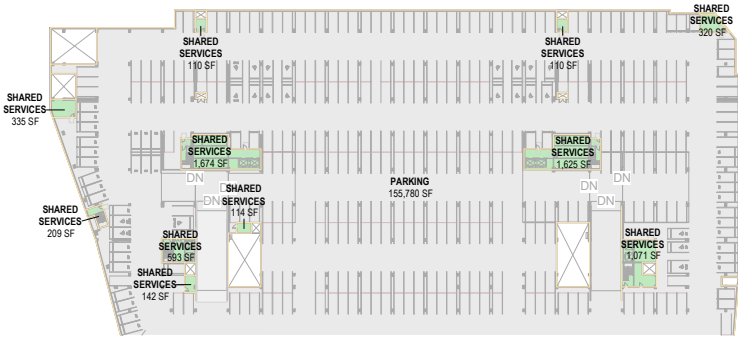 SHARED
SERVICES
320 SF
SHARED
SERVICES
110 SF
SHARED
SERVICES
110 SF
SHARED
SERVICES
335 SF
SHARED
SERVICES
1,674 SF
SHARED
SERVICES
1,625 SF
DN
DN
DN
DN
PARKING
155,780 SF
SHARED
SERVICES
114 SF
DN
SHARED
SERVICES
209 SF
SHARED
SERVICES
593 SF
SHARED
SERVICES
1,071 SF
SHARED
SERVICES
142 SF